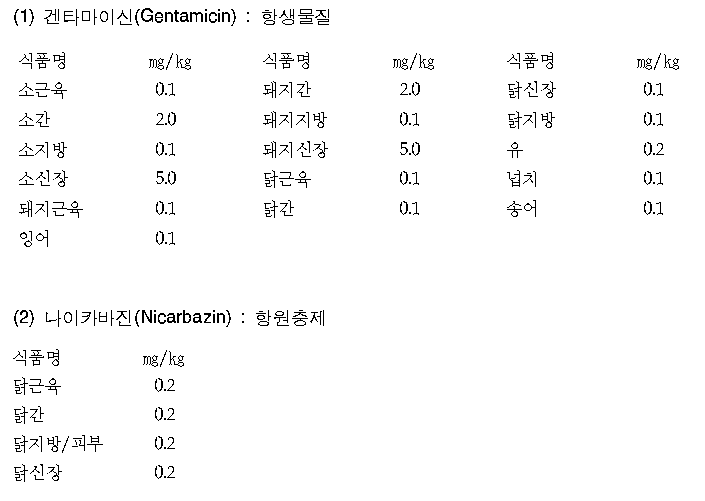 (1) 겐타마이신(Gentamicin) : 항생물질
식품명 ㎎/㎏ 식품명 ㎎/㎏ 식품명 ㎎/㎏
소근육 0.1 돼지간 2.0 닭신장 0.1
소간 2.0 돼지지방 0.1 닭지방 0.1
소지방 0.1 돼지신장 5.0 유 0.2
소신장 5.0 닭근육 0.1 넙치 0.1
돼지근육 0.1 닭간 0.1 송어 0.1
잉어 0.1
(2) 나이카바진(Nicarbazin) : 항원충제
식품명 ㎎/㎏
닭근육 0.2
닭간 0.2
닭지방/피부 0.2
닭신장 0.2